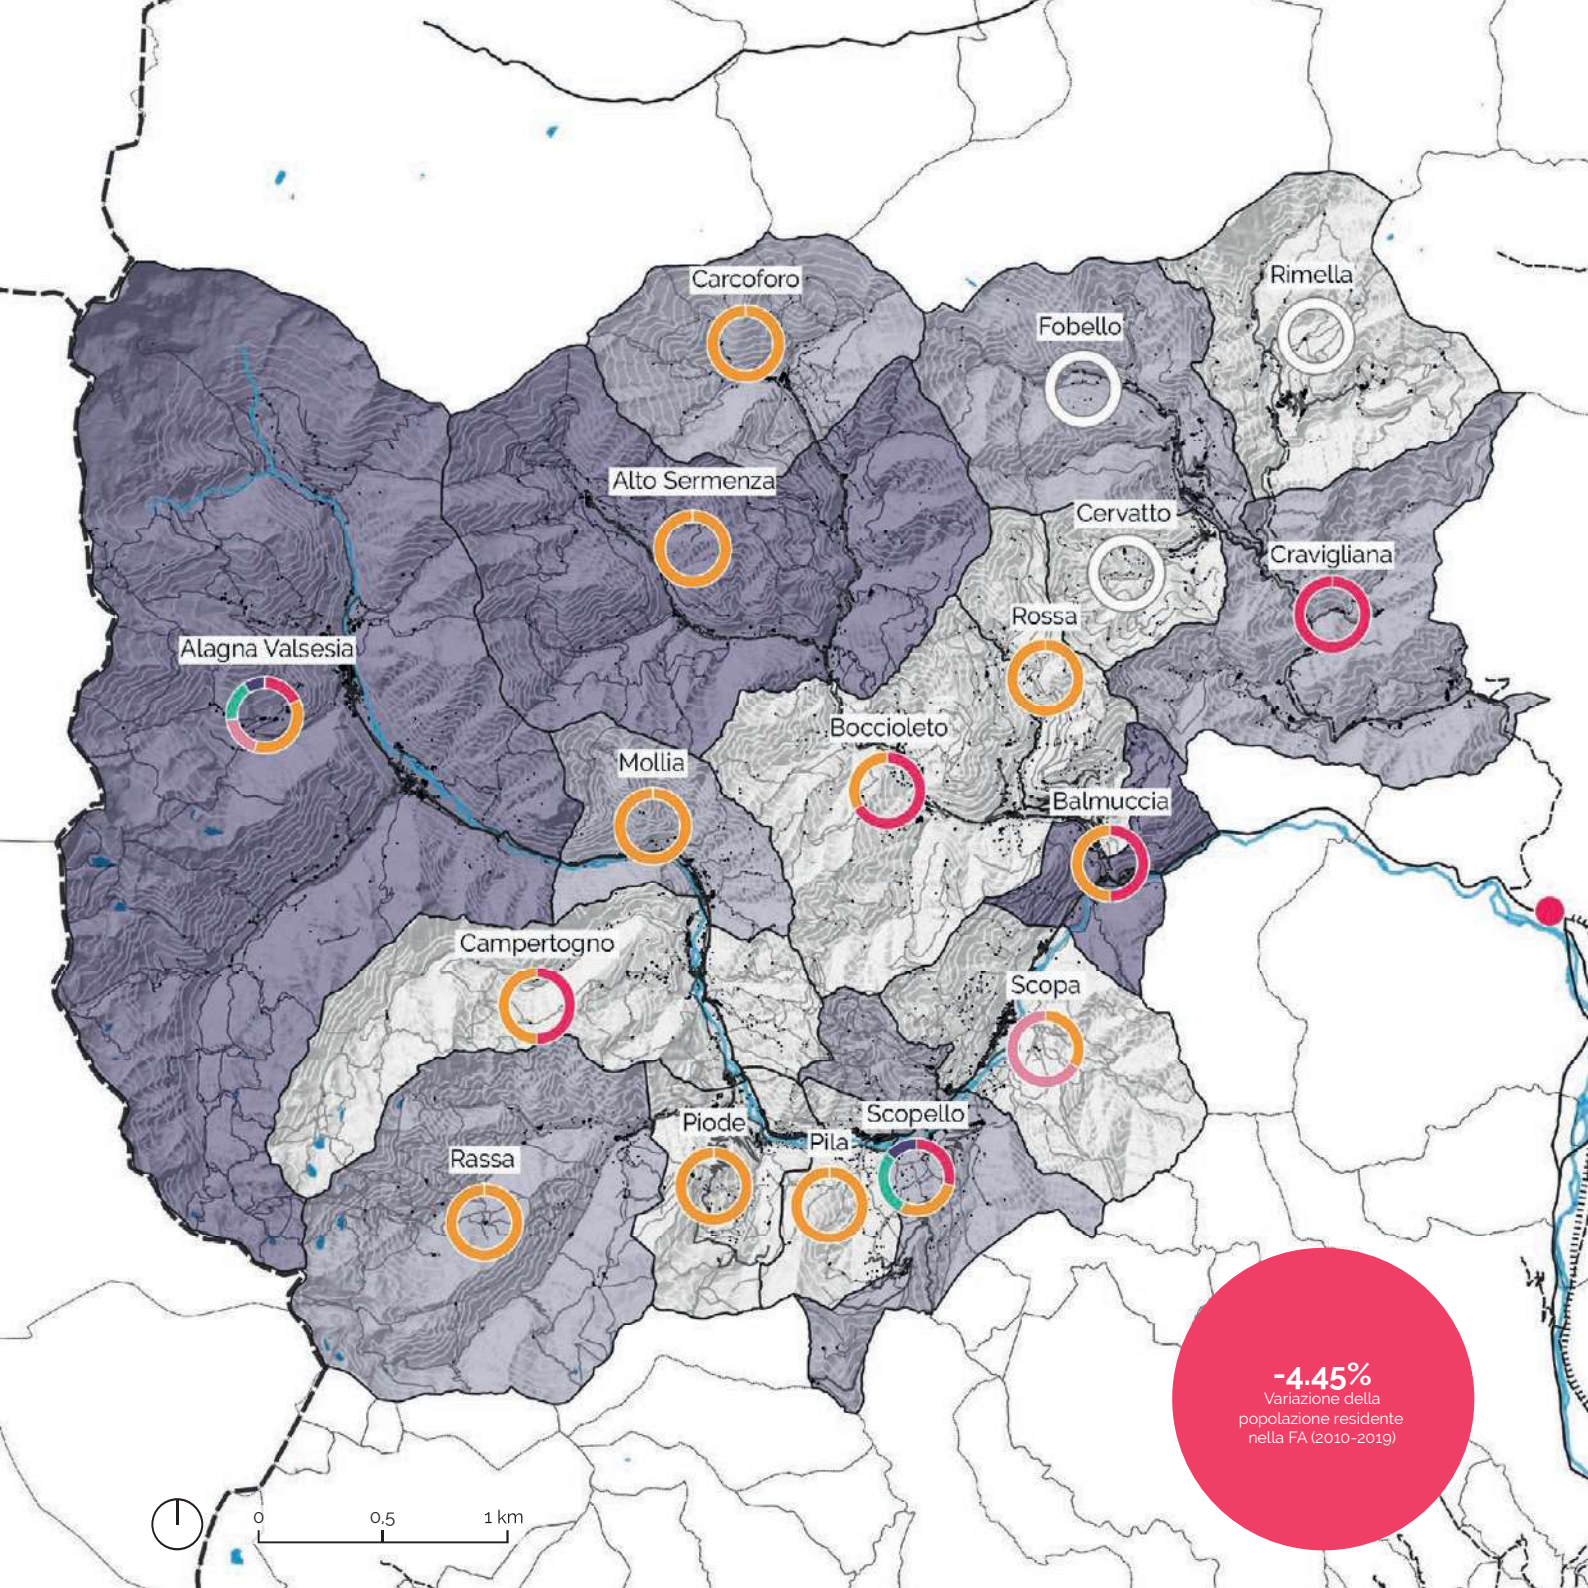 Rimella
Carcoforo
Fobello
Alto Sermenza
Cervatto
Cravigliana
Rossa
Alagna Valsesia
Boccioleto
Mollia
Balmuccia
Campertogno
Scopa
Scopello
Piode
Pila
Rassa
-4.45%
Variazione della
popolazione residente
nella FA (2010-2019)
0 0,5 1 km